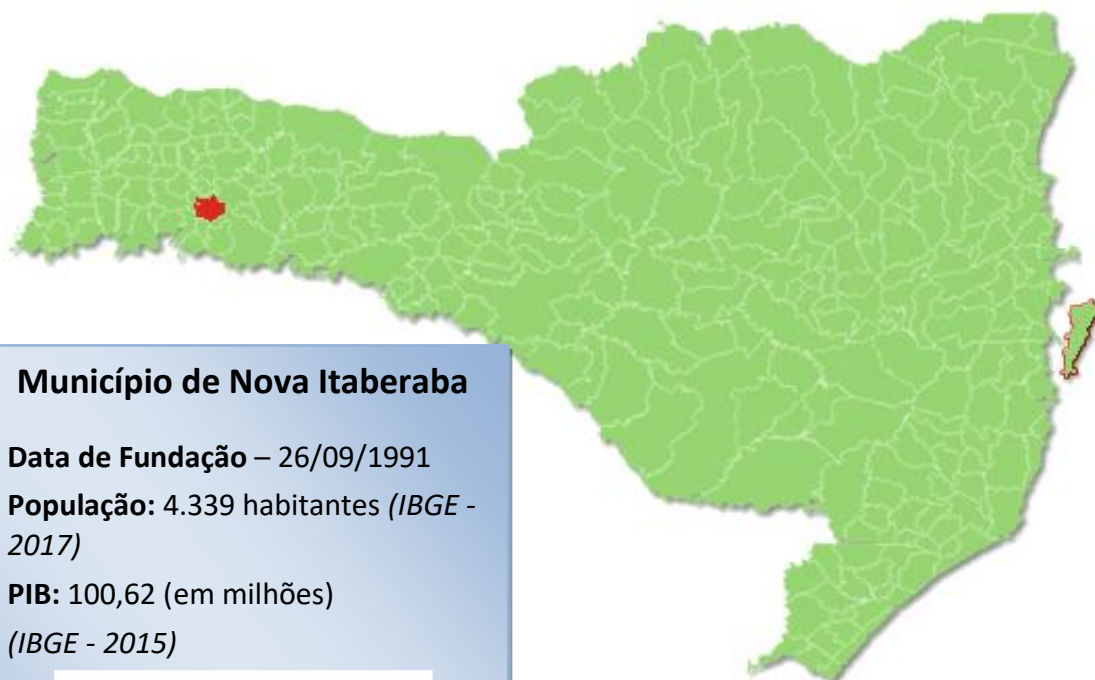 Município de Nova Itaberaba
Data de Fundação – 26/09/1991
População: 4.339 habitantes (IBGE -
2017)
PIB: 100,62 (em milhões)
(IBGE - 2015)